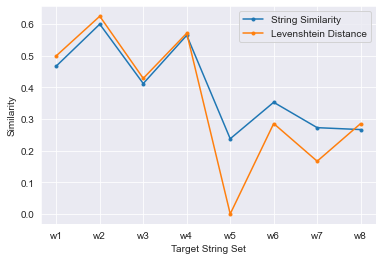 String Similarity
Levenshtein Distance
0.6
0.5
0.4
0.3
0.2
0.1
0.0
Similarity
w1 w2 w3 w4 w5 w6 w7 w8
Target String Set